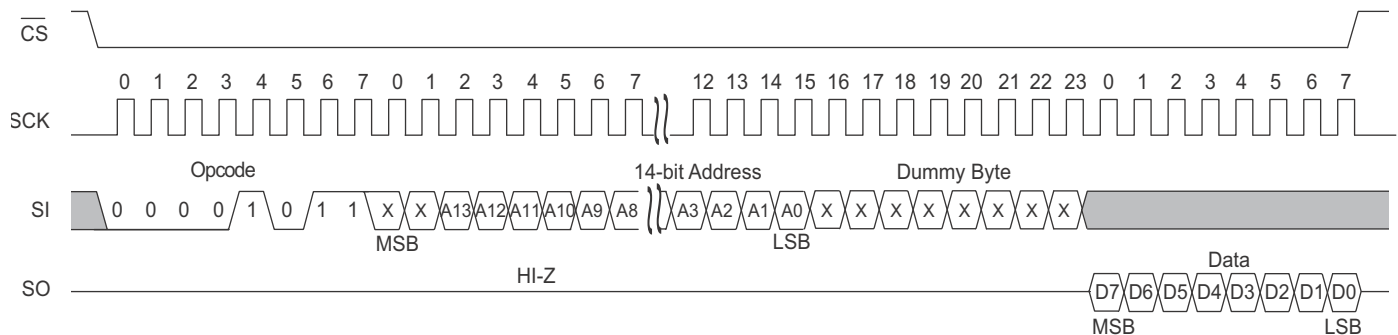 CS
0 1 2 3 4 5 6 7 0 1 2 3 4 5 6 7 12 13 14 15 16 17 18 19 20 21 22 23 0 1 2 3 4 5 6 7
SCK
Opcode 14-bit Address Dummy Byte
SI 0 0 0 0 1 0 1 1 X X A13 A12 A11 A10 A9 A8 A3 A2 A1 A0 X X X X X X X X
MSB LSB
HI-Z Data
SO D7 D6 D5 D4 D3 D2 D1 D0
MSB LSB